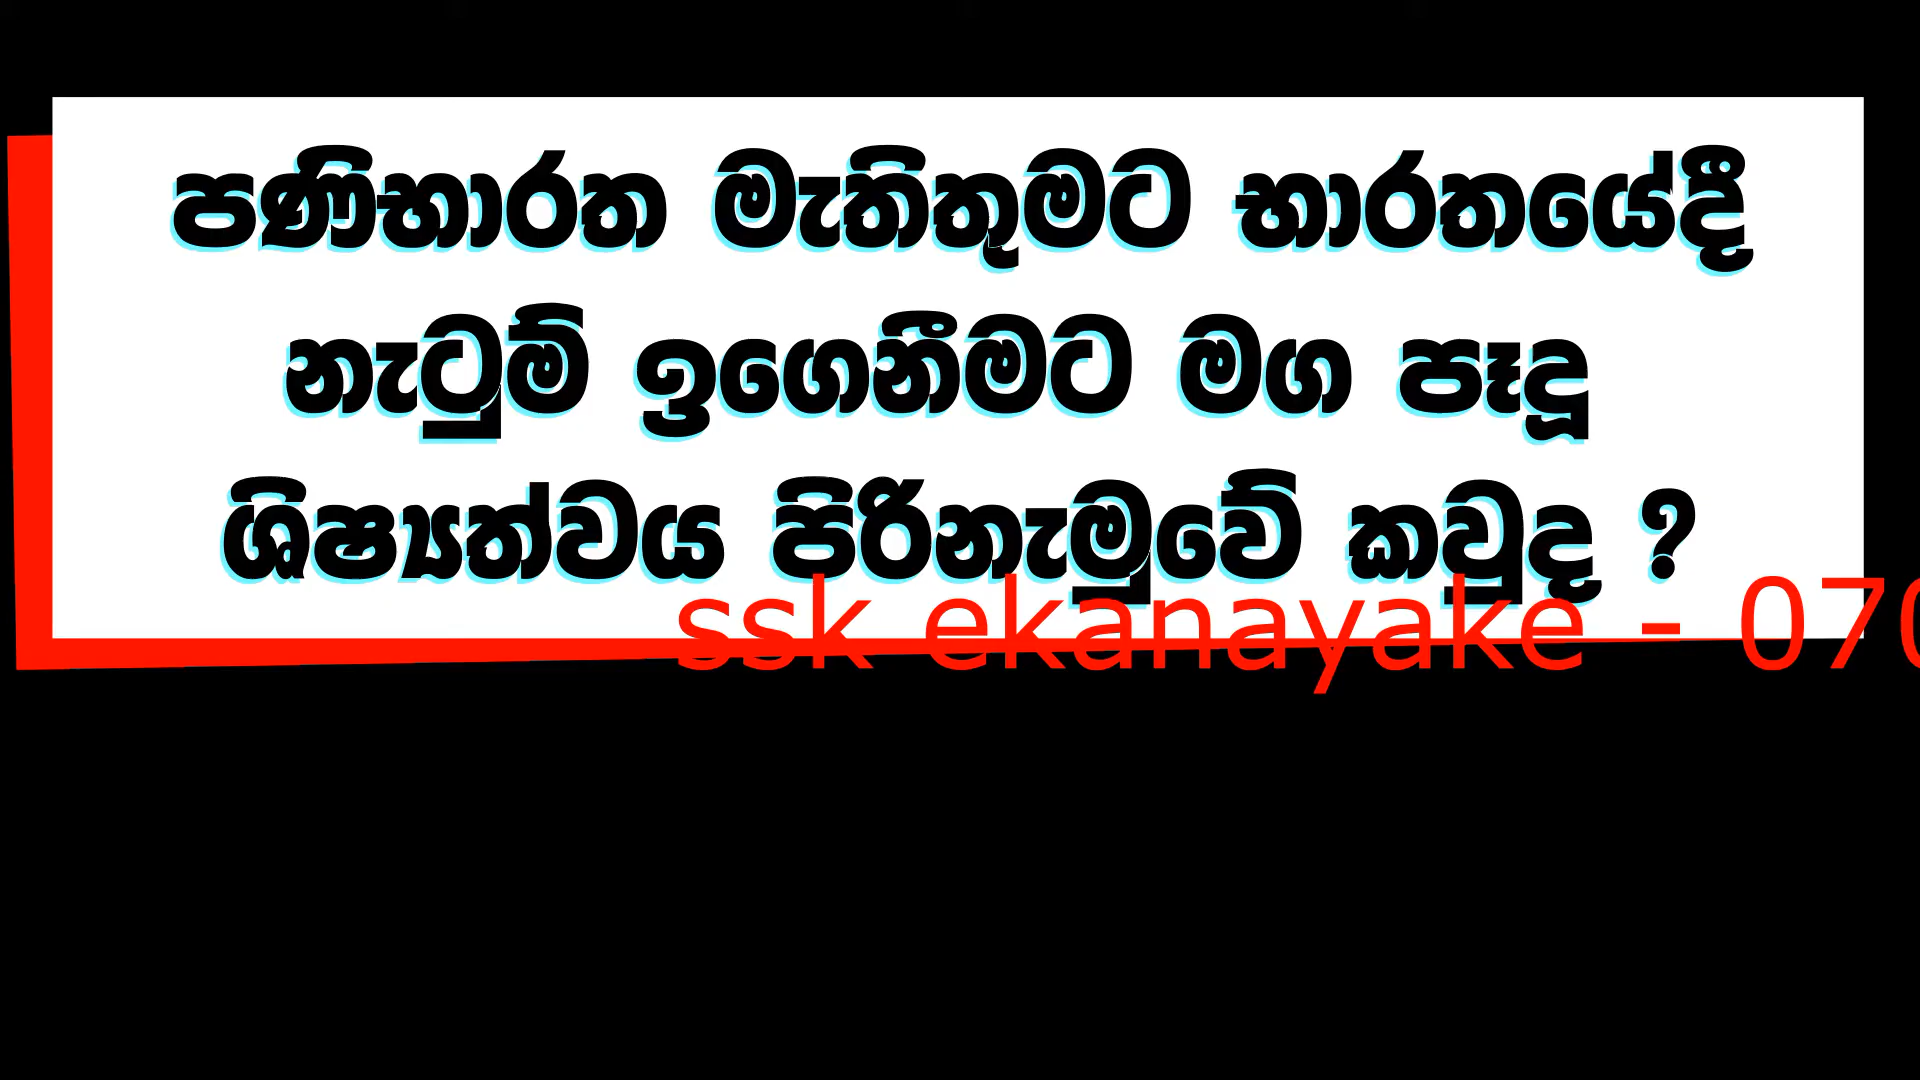 පණිභාරත මැතිතුමට භාරතයේදී
නැටුම් ඉගෙනීමට මග පෑදූ
ශිෂ්‍යත්වය පිරිනැමුවේ කවුද ?
ssk ekanayake - 070